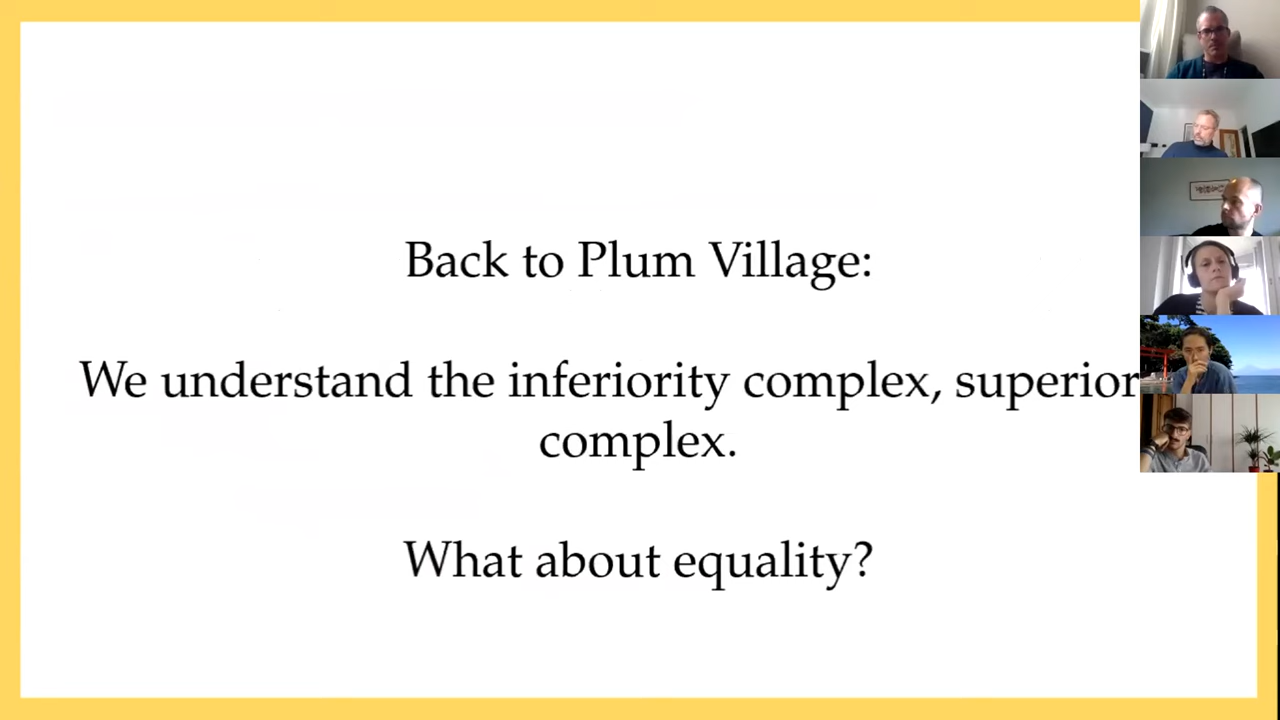 Back to Plum Village:
We understand the inferiority complex, superior
complex.
What about equality?